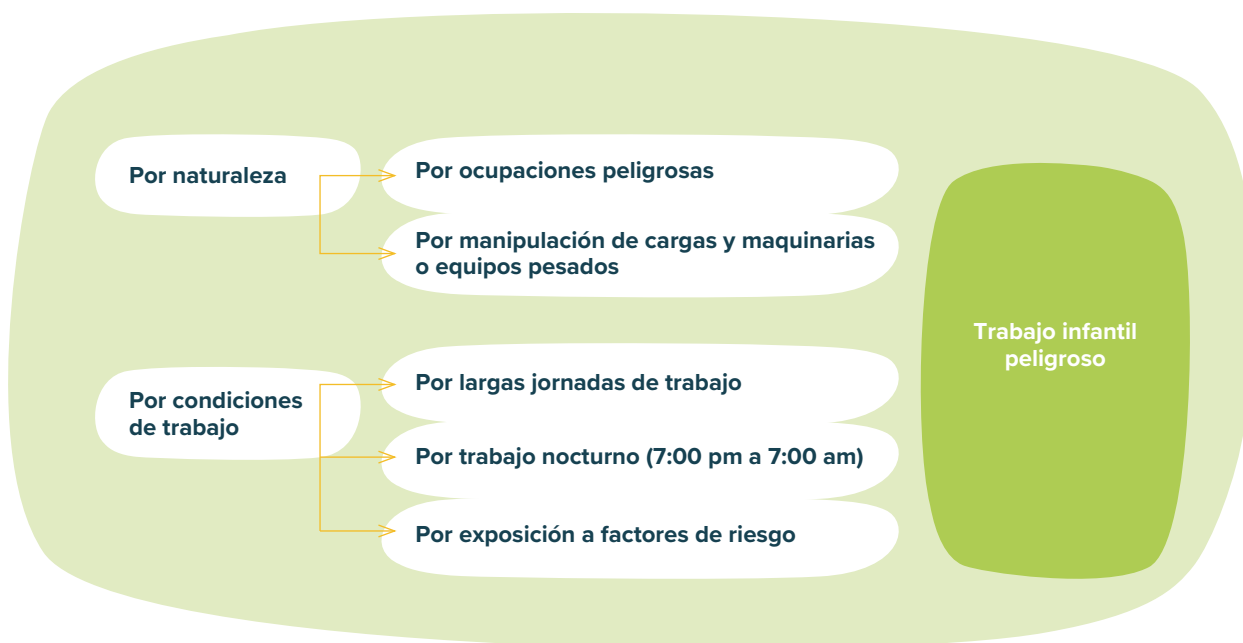 Por naturaleza
Por ocupaciones peligrosas
Por manipulación de cargas y maquinarias
o equipos pesados
Por condiciones
de trabajo
Por largas jornadas de trabajo
Por trabajo nocturno (7:00 pm a 7:00 am)
Por exposición a factores de riesgo
Trabajo infantil
peligroso